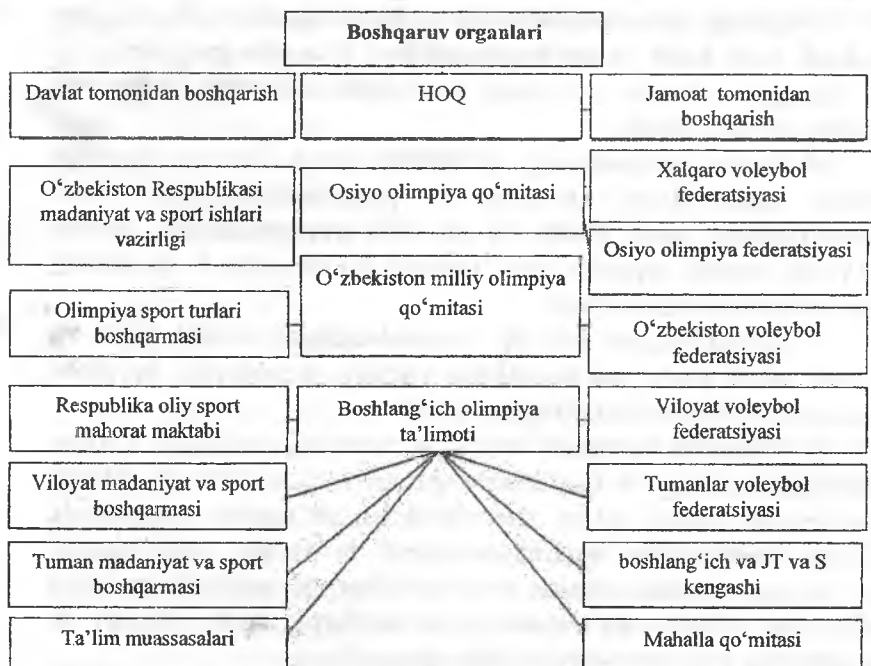 Boshqaruv organlari
Davlat tomonidan boshqarish
HOQ
Jamoat tomonidan
boshqarish
O‘zbekiston Respublikasi
madaniyat va sport ishlari
vazirligi
Osiyo olimpiya qo‘mitasi
Xalqaro voleybol
federatsiyasi
Osiyo olimpiya federatsiyasi
O‘zbekiston milliy olimpiya
qo‘mitasi
Olimpiya sport turlari
boshqarmasi
O‘zbekiston voleybol
federatsiyasi
Respublika oliy sport
mahorat maktabi
Boshlang‘ich olimpiya
ta’limoti
Viloyat voleybol
federatsiyasi
Viloyat madaniyat va sport
boshqarmasi
Tumanlar voleybol
federatsiyasi
Tuman madaniyat va sport
boshqarmasi
boshlang‘ich va JT va S
kengashi
Ta’lim muassasalari
Mahalla qo‘mitasi